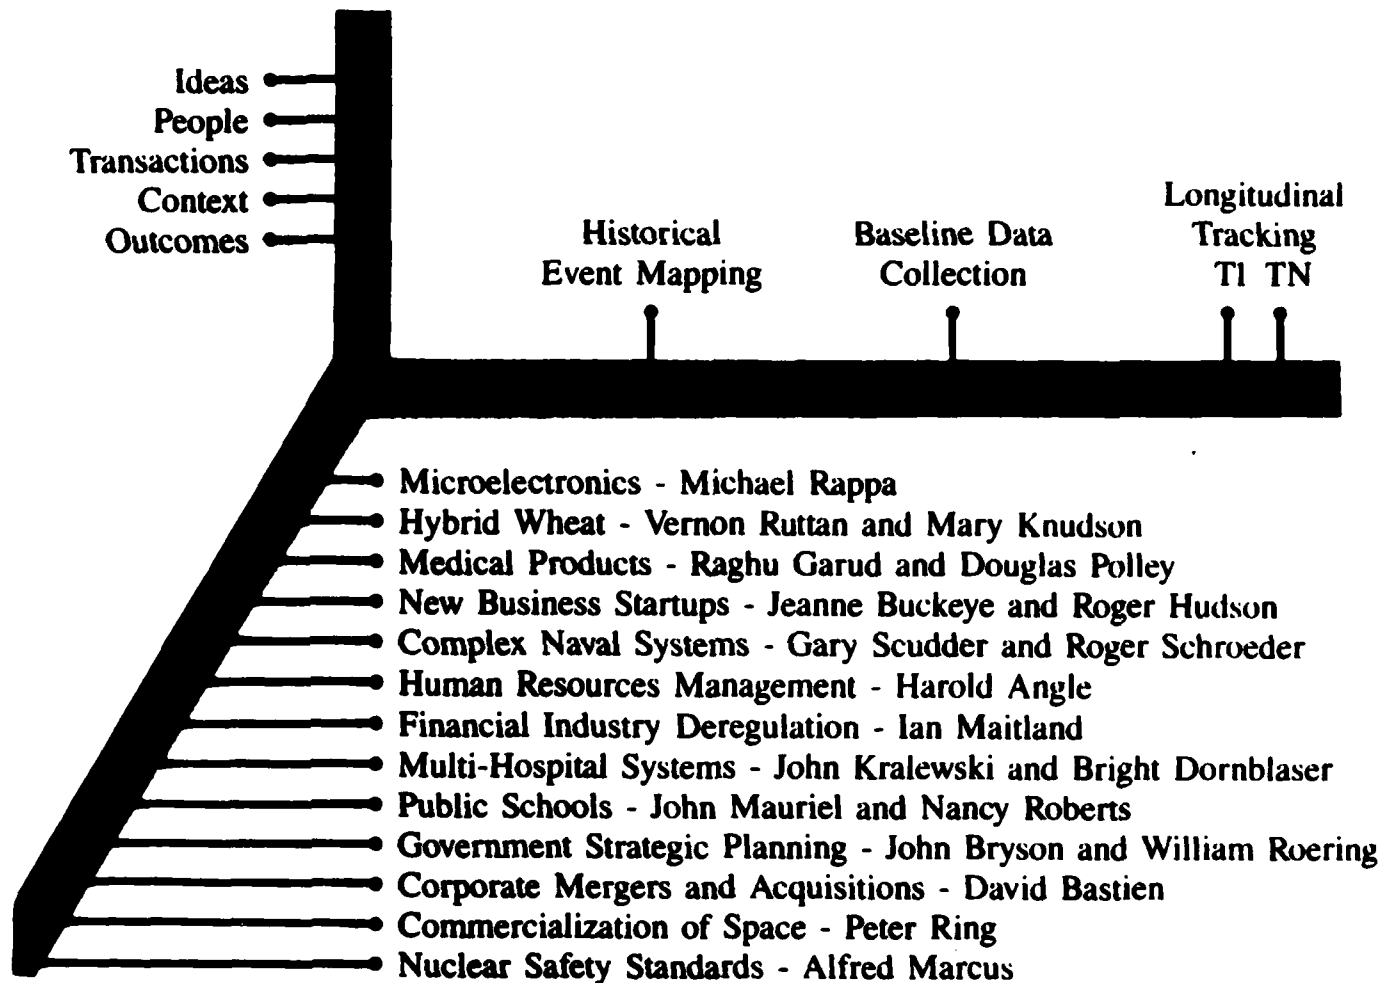 Ideas
People
Transactions
Context
Outcomes
Historical
Event Mapping
Baseline Data
Collection
Longitudinal
Tracking
T1 TN
Microelectronics - Michael Rappa
Hybrid Wheat - Vernon Ruttan and Mary Knudson
Medical Products - Raghu Garud and Douglas Polley
New Business Startups - Jeanne Buckeye and Roger Hudson
Complex Naval Systems - Gary Scudder and Roger Schroeder
Human Resources Management - Harold Angle
Financial Industry Deregulation - Ian Maitland
Multi-Hospital Systems - John Kralewski and Bright Dornblaser
Public Schools - John Mauriel and Nancy Roberts
Government Strategic Planning - John Bryson and William Roering
Corporate Mergers and Acquisitions - David Bastien
Commercialization of Space - Peter Ring
Nuclear Safety Standards - Alfred Marcus